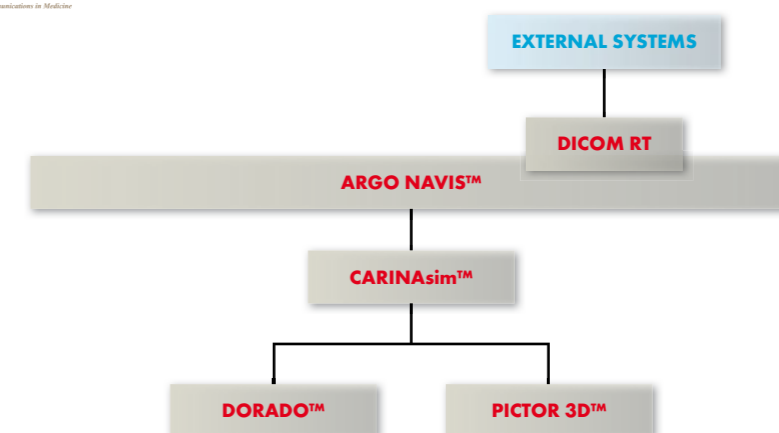 unications in Medicine
EXTERNAL SYSTEMS
DICOM RT
ARGO NAVIS™
CARINAsim™
DORADO™
PICTOR 3D™